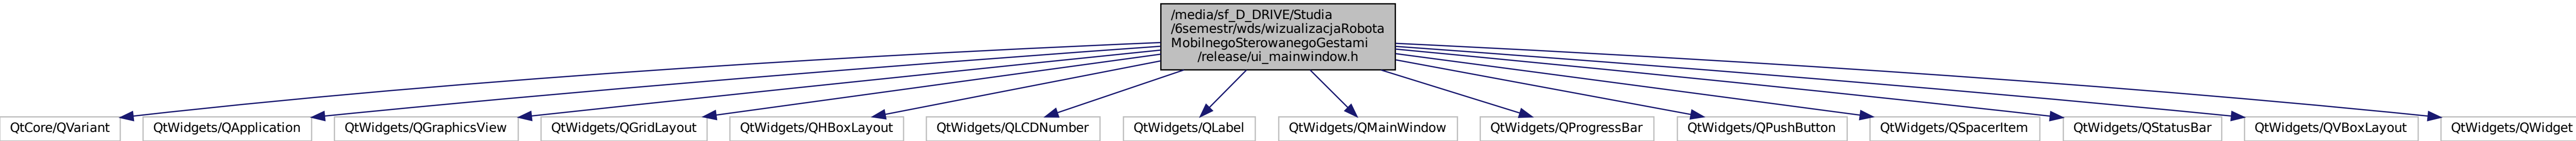 /media/sf_D_DRIVE/Studia
/6semestr/wds/wizualizacjaRobota
MobilnegoSterowanegoGestami
/release/ui_mainwindow.h
QtCore/QVariant
QtWidgets/QApplication
QtWidgets/QGraphicsView
QtWidgets/QGridLayout
QtWidgets/QHBoxLayout
QtWidgets/QLCDNumber
QtWidgets/QLabel
QtWidgets/QMainWindow
QtWidgets/QProgressBar
QtWidgets/QPushButton
QtWidgets/QSpacerItem
QtWidgets/QStatusBar
QtWidgets/QVBoxLayout
QtWidgets/QWidget